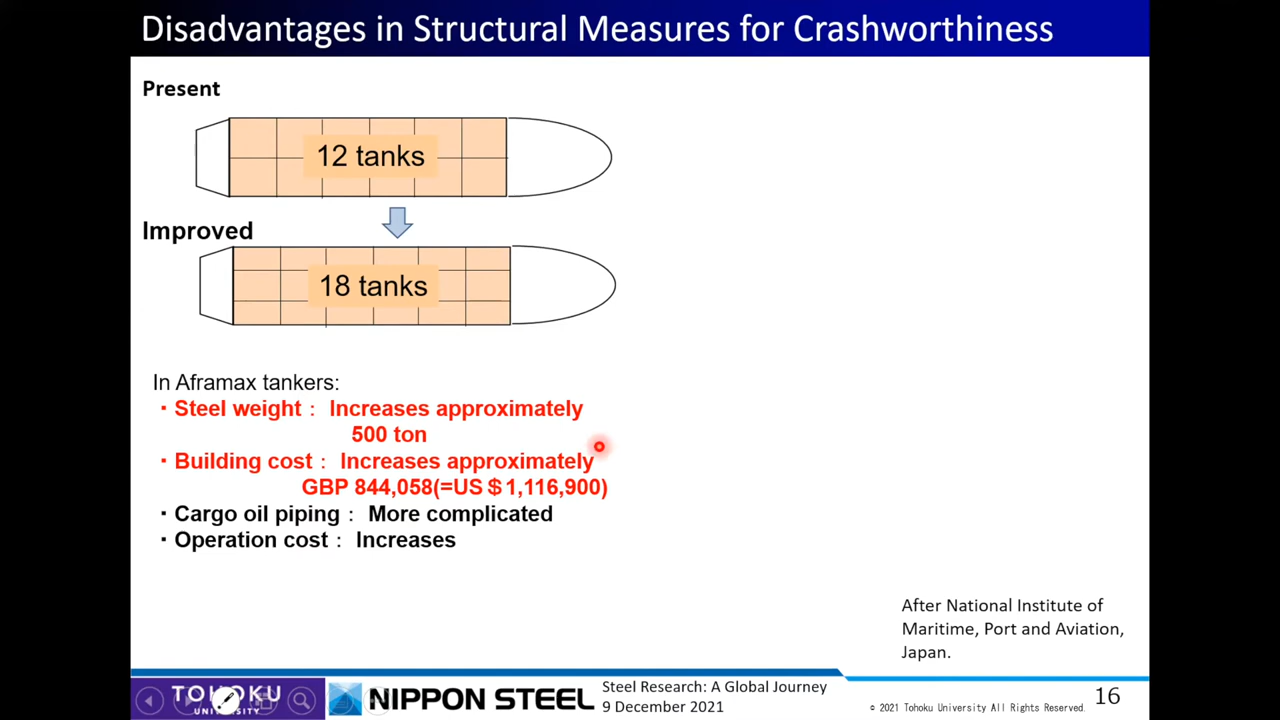 Disadvantages in Structural Measures for Crashworthiness
Present
12 tanks
Improved
18 tanks
In Aframax tankers:
・Steel weight： Increases approximately
500 ton
・Building cost： Increases approximately
GBP 844,058(=US＄1,116,900)
・Cargo oil piping： More complicated
・Operation cost： Increases
After National Institute of
Maritime, Port and Aviation,
Japan.
TOHOKU
UNIVERSITY
NIPPON STEEL
Steel Research: A Global Journey
9 December 2021
16
© 2021 Tohoku University All Rights Reserved.